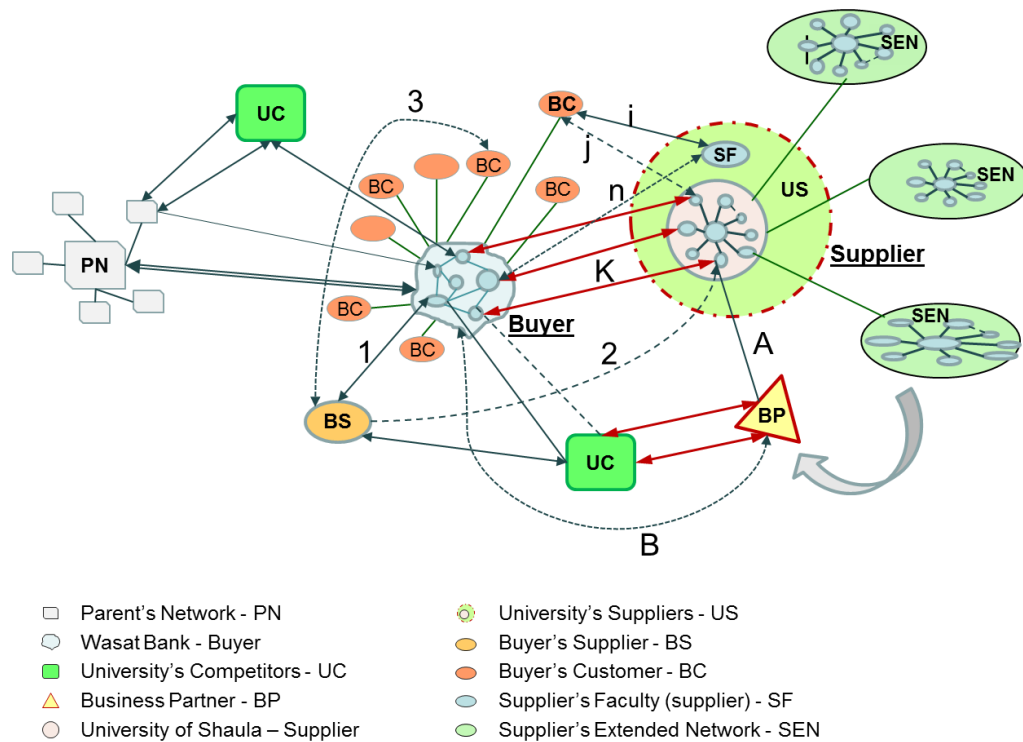 SEN
3
BC
i
UC
j
SF
BC
BC
US
SEN
BC
n
Supplier
PN
K
SEN
BC
Buyer
A
1
BC
2
BP
BS
UC
B
Parent's Network - PN
Wasat Bank - Buyer
University's Competitors - UC
Business Partner - BP
University of Shaula – Supplier
University's Suppliers - US
Buyer's Supplier - BS
Buyer's Customer - BC
Supplier's Faculty (supplier) - SF
Supplier's Extended Network - SEN